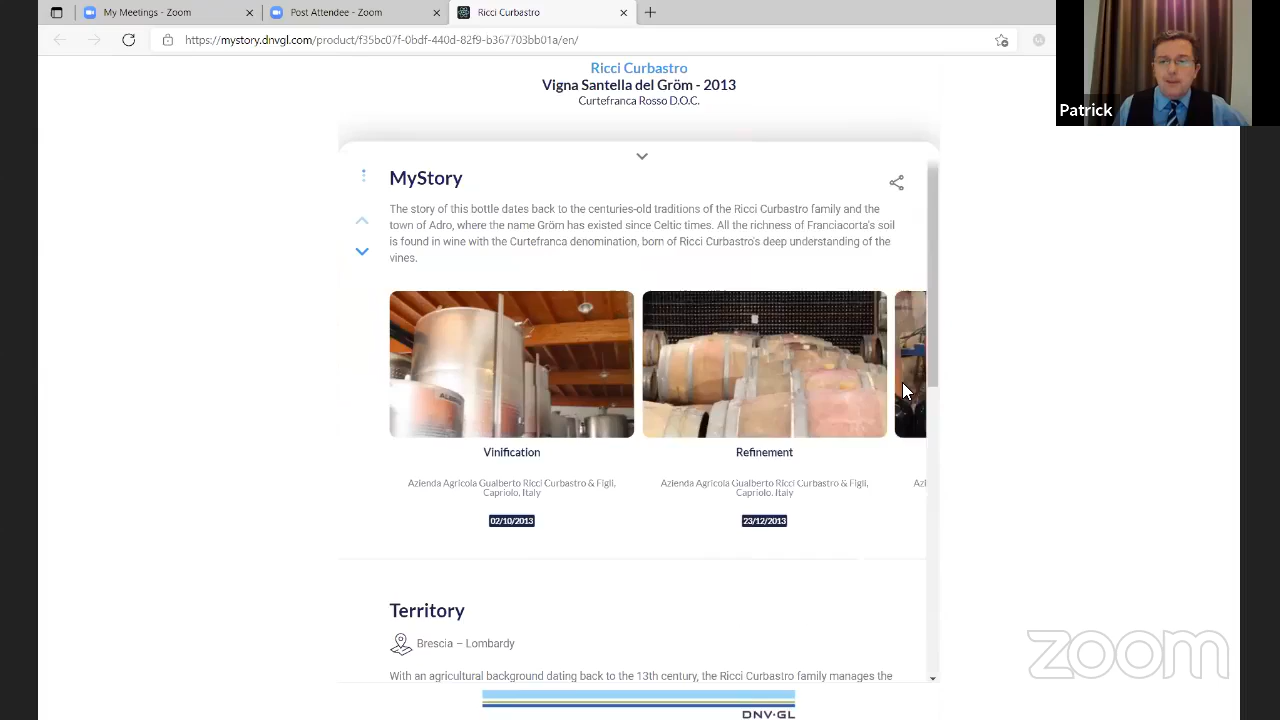 My Meetings - Zoom
Post Attendee - Zoom
Ricci Curbastro
https://mystory.dnvgl.com/product/f35bc07f-0bdf-440d-82f9-b367703bb01a/en/
Patrick
Ricci Curbastro
Vigna Santella del Gröm - 2013
Curtefranca Rosso D.O.C.
MyStory
The story of this bottle dates back to the centuries-old traditions of the Ricci Curbastro family and the
town of Adro, where the name Gröm has existed since Celtic times. All the richness of Franciacorta's soil
is found in wine with the Curtefranca denomination, born of Ricci Curbastro's deep understanding of the
vines.
Vinification
Refinement
Azienda Agricola Gualberto Ricci Curbastro & Figli,
Capriolo, Italy
Azienda Agricola Gualberto Ricci Curbastro & Figli,
Capriolo, Italy
02/10/2013
23/12/2013
Territory
Brescia – Lombardy
With an agricultural background dating back to the 13th century, the Ricci Curbastro family manages the
zoom
DNV·GL